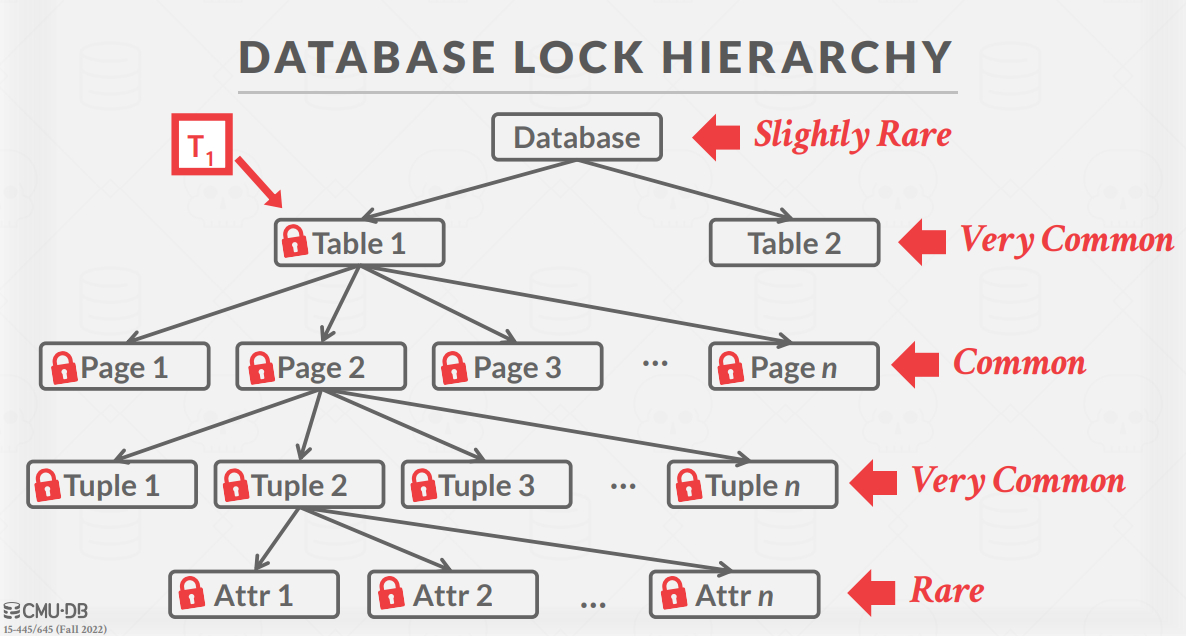 DATABASE LOCK HIERARCHY
T1
Database
Slightly Rare
Table 1
Table 2
Very Common
Page 1
Page 2
Page 3
...
Page n
Common
Tuple 1
Tuple 2
Tuple 3
...
Tuple n
Very Common
Attr 1
Attr 2
...
Attr n
Rare
CMU·DB
15-445/645 (Fall 2022)